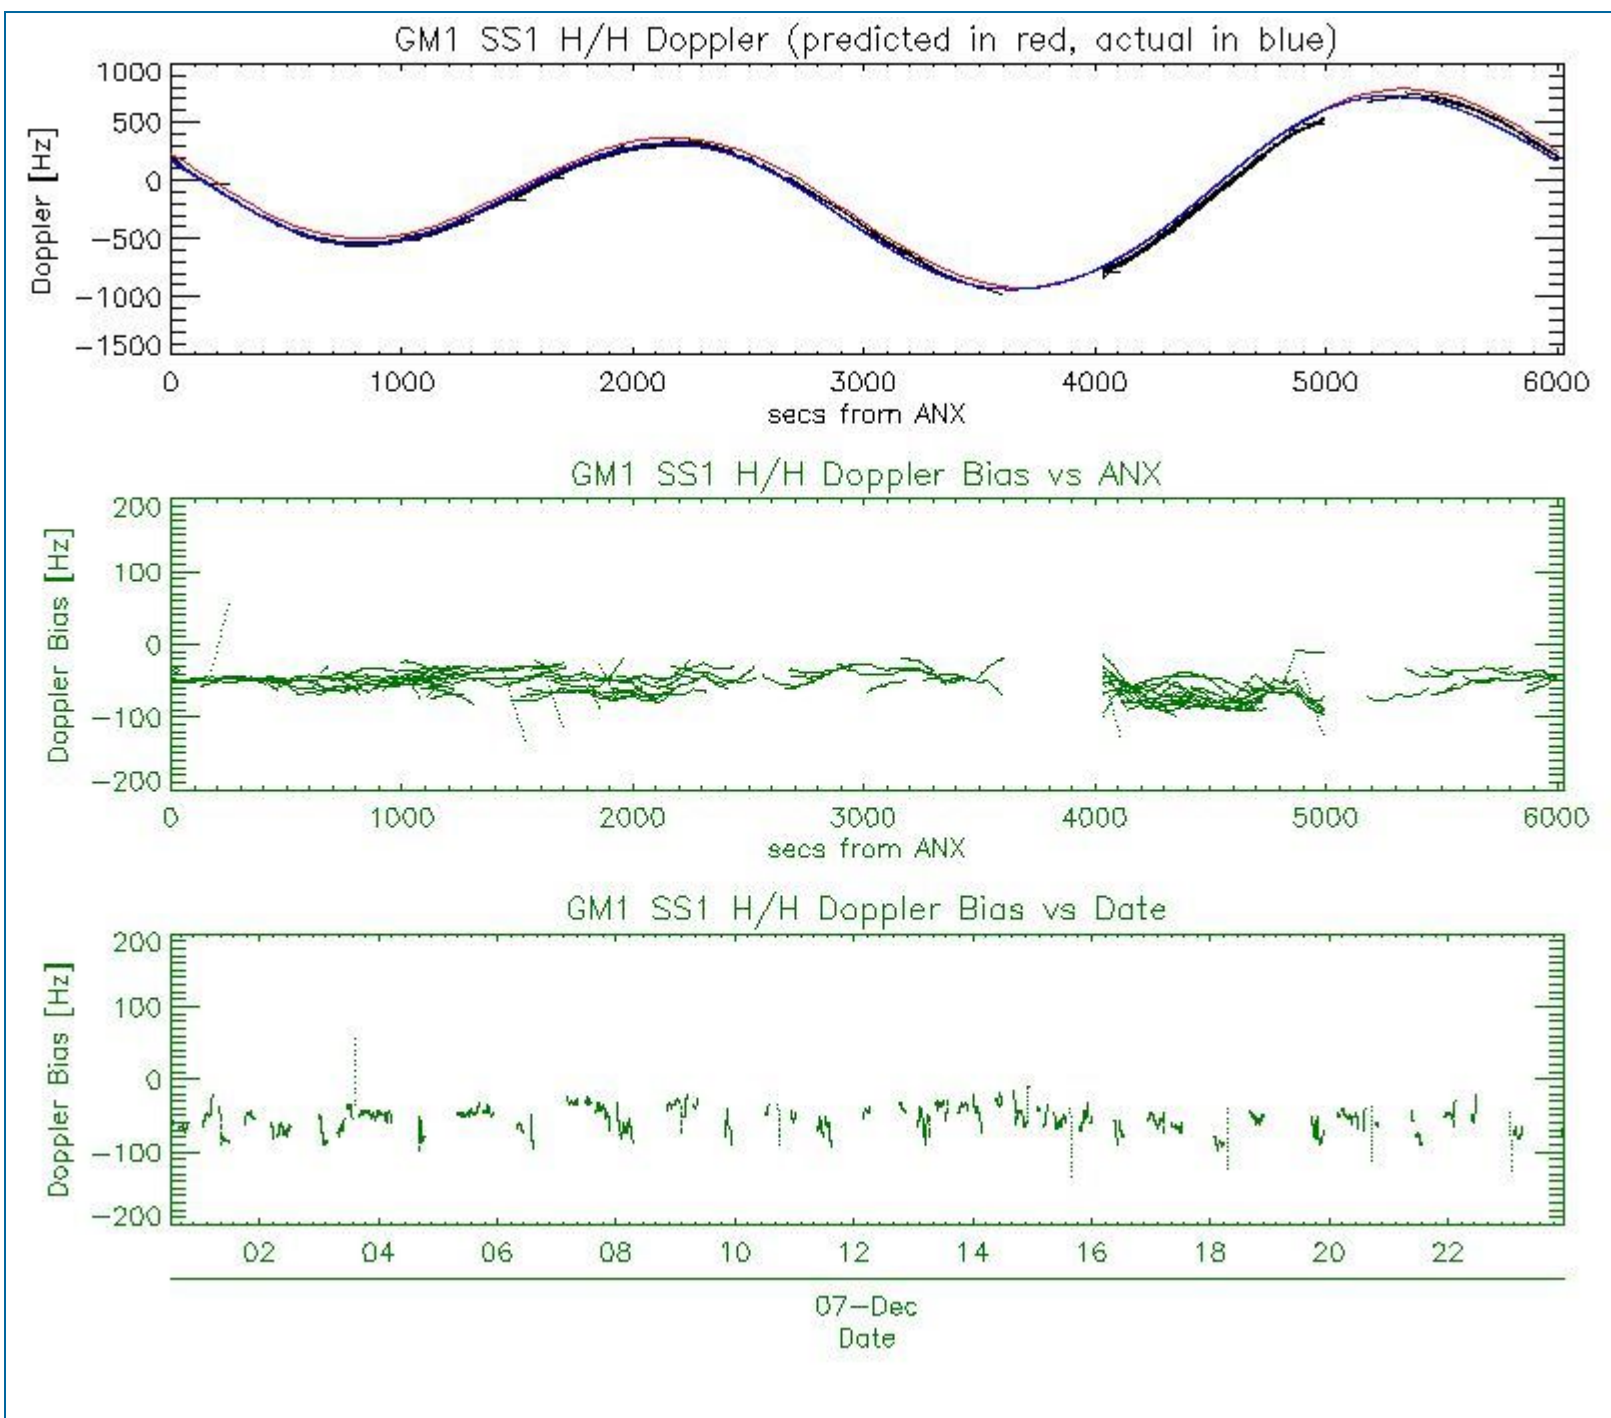 GM1 SS1 H/H Doppler (predicted in red, actual in blue)
1000
500
0
-500
-1000
-1500
Doppler [Hz]
0 1000 2000 3000 4000 5000 6000
secs from ANX
GM1 SS1 H/H Doppler Bias vs ANX
200
100
0
-100
-200
Doppler Bias [Hz]
0 1000 2000 3000 4000 5000 6000
secs from ANX
GM1 SS1 H/H Doppler Bias vs Date
200
100
0
-100
-200
Doppler Bias [Hz]
02 04 06 08 10 12 14 16 18 20 22
07-Dec
Date